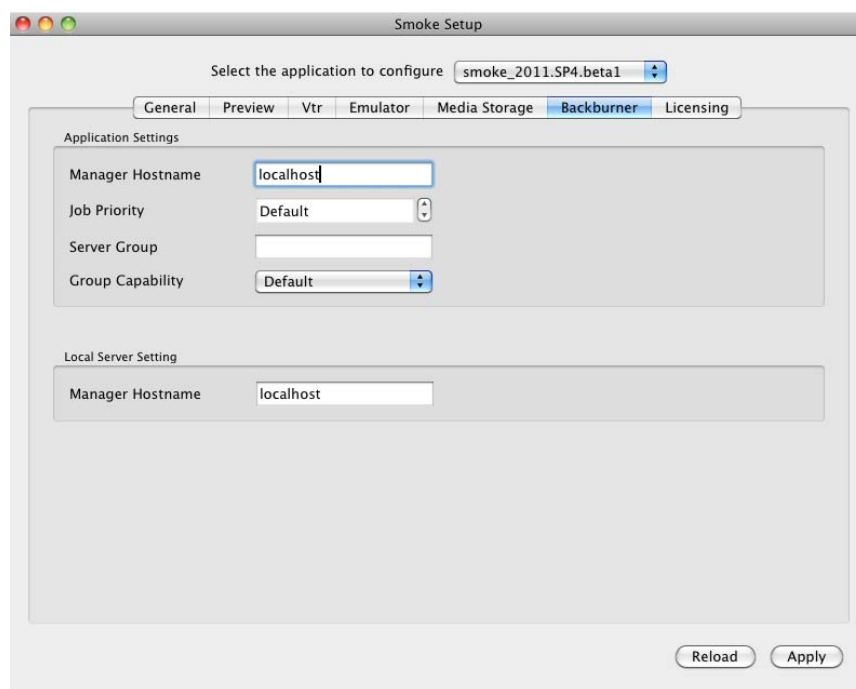 Smoke Setup
Select the application to configure smoke_2011.SP4.beta1
General Preview Vtr Emulator Media Storage Backburner Licensing
Application Settings
Manager Hostname localhost
Job Priority Default
Server Group
Group Capability Default
Local Server Setting
Manager Hostname localhost
Reload Apply